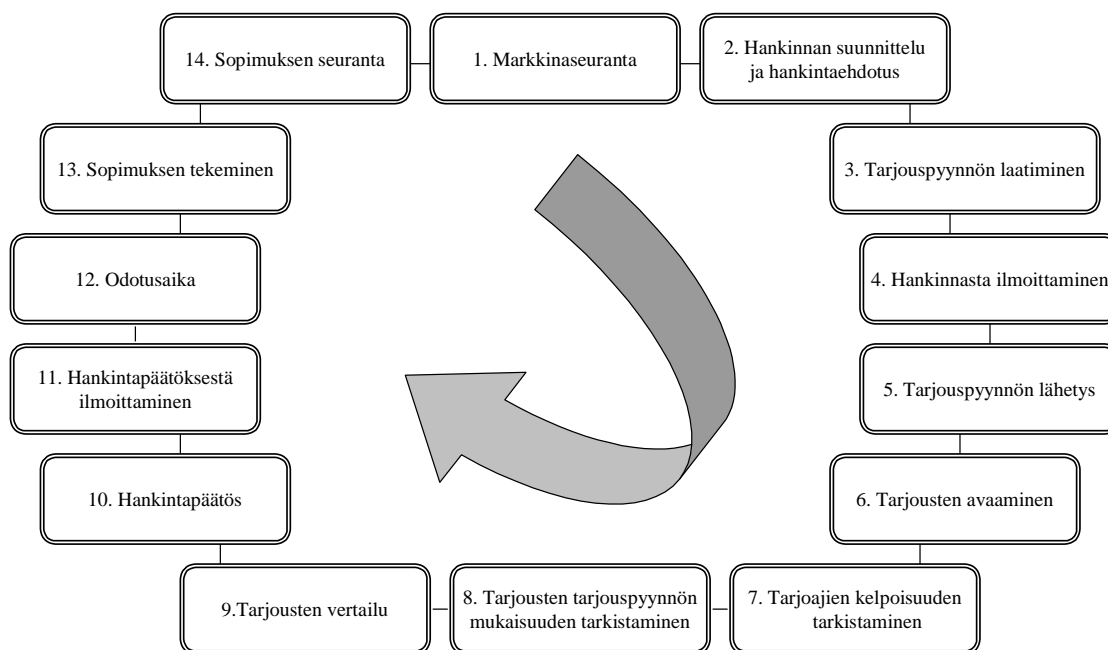 1. Markkinaseuranta
2. Hankinnan suunnittelu
ja hankintaehdotus
3. Tarjouspyynnön laatiminen
4. Hankinnasta ilmoittaminen
5. Tarjouspyynnön lähetys
6. Tarjousten avaaminen
7. Tarjoajien kelpoisuuden
tarkistaminen
8. Tarjousten tarjouspyynnön
mukaisuuden tarkistaminen
9.Tarjousten vertailu
10. Hankintapäätös
11. Hankintapäätöksestä
ilmoittaminen
12. Odotusaika
13. Sopimuksen tekeminen
14. Sopimuksen seuranta